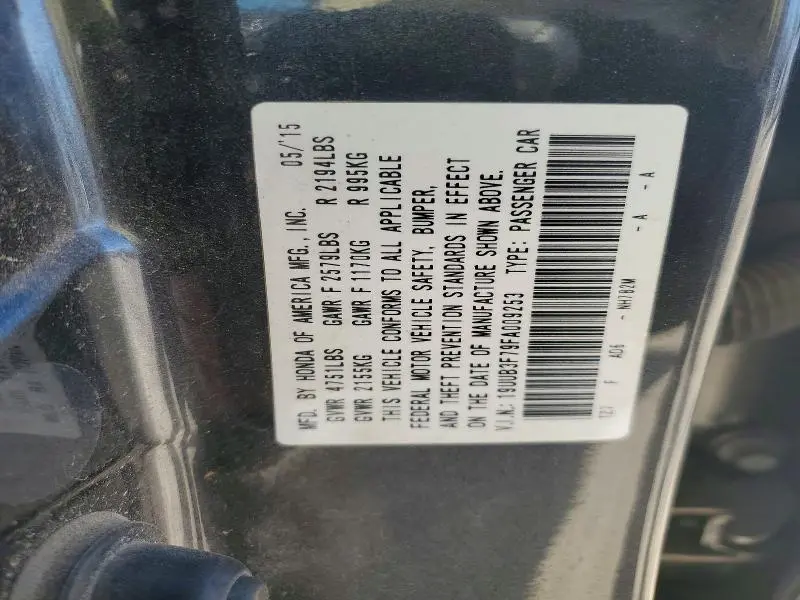 MFD. BY HONDA OF AMERICA MFG., INC. 05/'15
GVWR 4751LBS GAWR F 2579LBS R 2194LBS
GVWR 2155KG GAWR F 1170KG R 995KG
THIS VEHICLE CONFORMS TO ALL APPLICABLE
FEDERAL MOTOR VEHICLE SAFETY, BUMPER,
AND THEFT PREVENTION STANDARDS IN EFFECT
ON THE DATE OF MANUFACTURE SHOWN ABOVE.
V.I.N.: 19UUB3F79FA009253 TYPE: PASSENGER CAR
TZ7 F A06 - NH782M - A - A